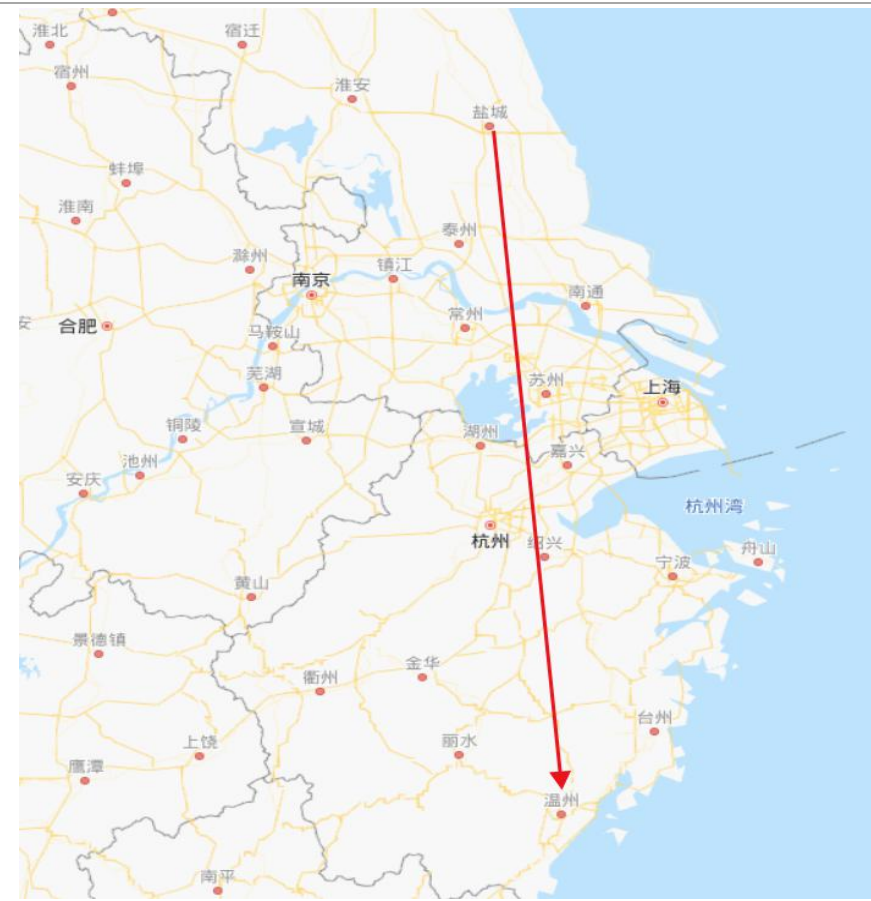 淮北
宿迁
宿州
淮安
盐城
蚌埠
淮南
泰州
滁州
镇江
南京
南通
常州
安
合肥
马鞍山
芜湖
苏州
上海
铜陵
宣城
湖州
嘉兴
池州
安庆
杭州湾
杭州
绍兴
舟山
宁波
黄山
景德镇
金华
衢州
台州
上饶
丽水
鹰潭
温州
南平